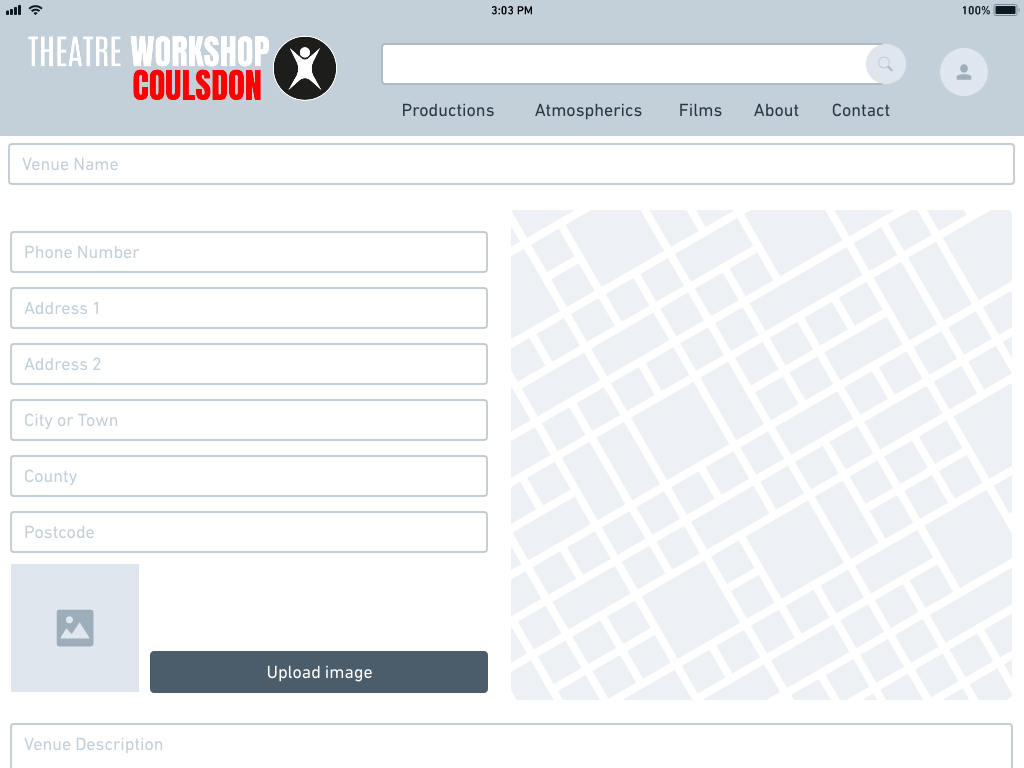 3:03 PM
100%
THEATRE WORKSHOP
COULSDON
Productions
Atmospherics
Films
About
Contact
Venue Name
Phone Number
Address 1
Address 2
City or Town
County
Postcode
Upload image
Venue Description